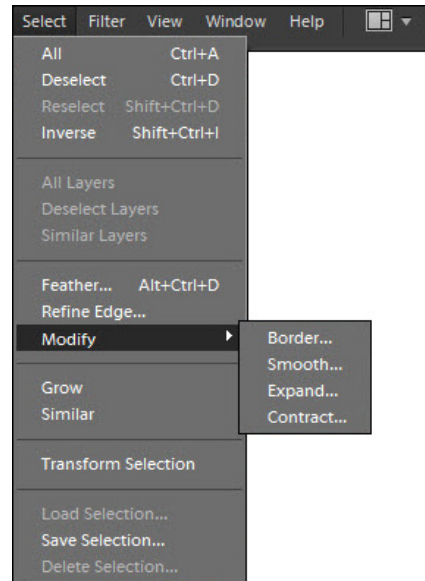 Select Filter View Window Help
All Ctrl+A
Deselect Ctrl+D
Reselect Shift+Ctrl+D
Inverse Shift+Ctrl+I
All Layers
Deselect Layers
Similar Layers
Feather... Alt+Ctrl+D
Refine Edge...
Modify
Border...
Smooth...
Expand...
Contract...
Grow
Similar
Transform Selection
Load Selection...
Save Selection...
Delete Selection...